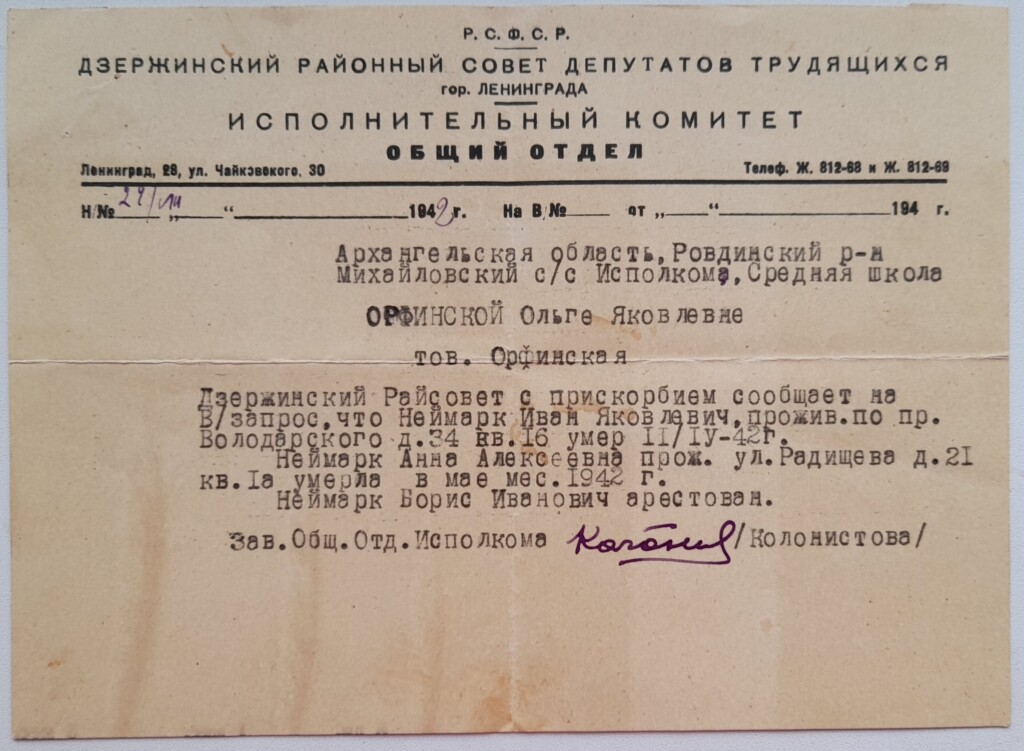 Р. С. Ф. С. Р.
ДЗЕРЖИНСКИЙ РАЙОННЫЙ СОВЕТ ДЕПУТАТОВ ТРУДЯЩИХСЯ
гор. ЛЕНИНГРАДА
ИСПОЛНИТЕЛЬНЫЙ КОМИТЕТ
ОБЩИЙ ОТДЕЛ
Ленинград, 28, ул. Чайковского, 30 Телеф. Ж. 812-68 и Ж. 812-69
Н/№ „ “ 1942 г. На В/№ от „ “ 194 г.
Архангельская область, Ровдинский р-н
Михайловский с/с Исполкома, Средняя школа
ОРФИНСКОЙ Ольге Яковлевне
тов. Орфинская
Дзержинский Райсовет с прискорбием сообщает на
В/запрос, что Неймарк Иван Яковлевич, прожив. по пр.
Володарского д.34 кв.16 умер II/IУ-42г.
Неймарк Анна Алексеевна прож. ул.Радищева д.21
кв.Iа умерла в мае мес.1942 г.
Неймарк Борис Иванович арестован.
Зав.Общ.Отд.Исполкома /Колонистова/